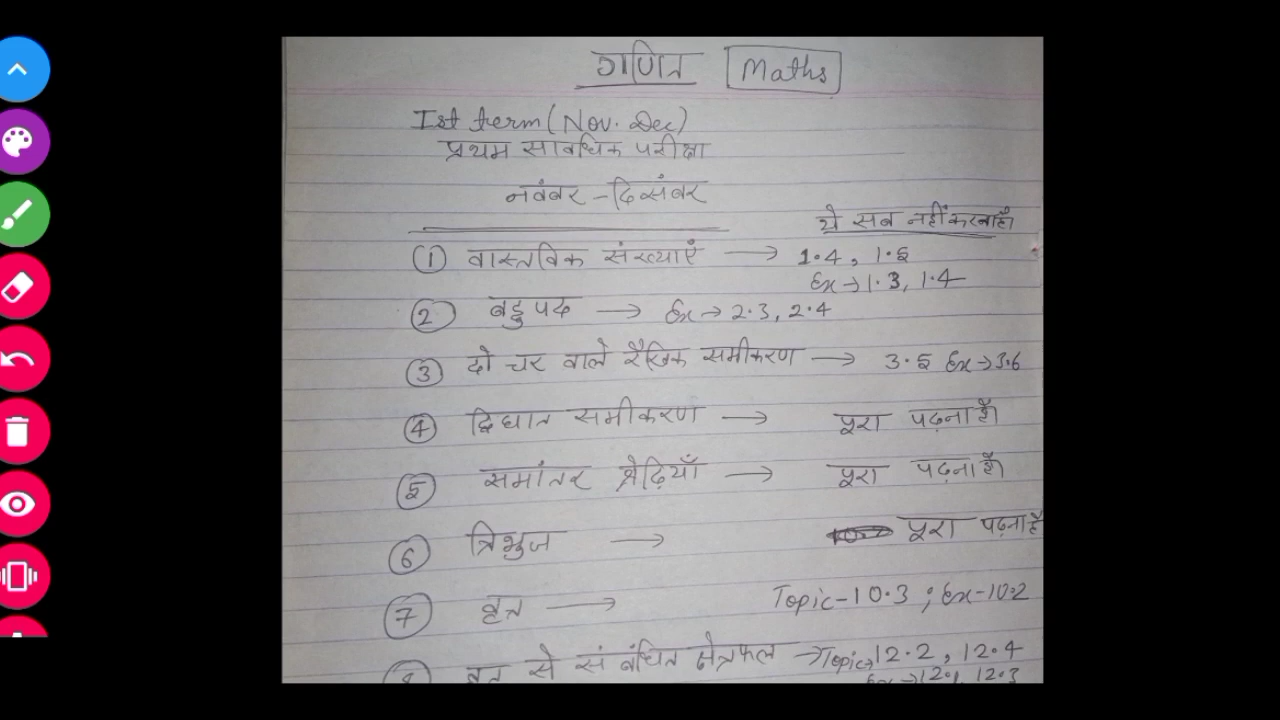 गणित Maths
Ist term (Nov. Dec)
प्रथम सावधिक परीक्षा
नवंबर - दिसंबर
ये सब नहीं करना है।
① वास्तविक संख्याएँ → 1.4, 1.5
Ex → 1.3, 1.4
② बहुपद → Ex → 2.3, 2.4
③ दो चर वाले रैखिक समीकरण → 3.5 Ex → 3.6
④ द्विघात समीकरण → पूरा पढ़ना है।
⑤ समांतर श्रेढ़ियाँ → पूरा पढ़ना है।
⑥ त्रिभुज → पूरा पढ़ना है
⑦ वृत्त → Topic - 10.3 ; Ex - 10.2
⑧ वृत से संबंधित क्षेत्रफल → Topic → 12.2, 12.4
Ex → 12.1, 12.3